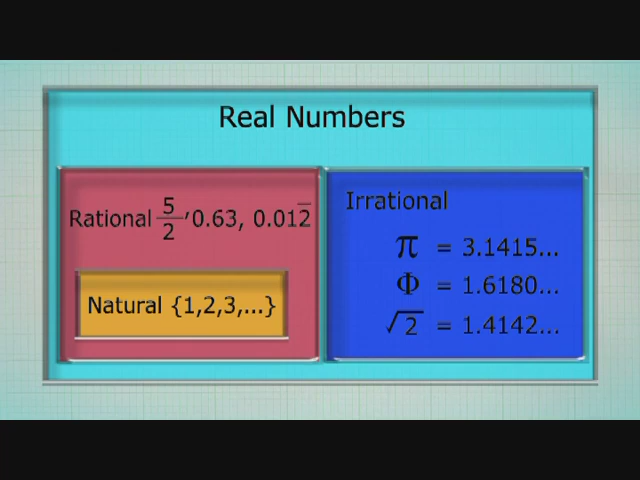 Real Numbers
Rational 5/2, 0.63, 0.012̅
Natural {1,2,3,...}
Irrational
π = 3.1415...
Φ = 1.6180...
√2 = 1.4142...